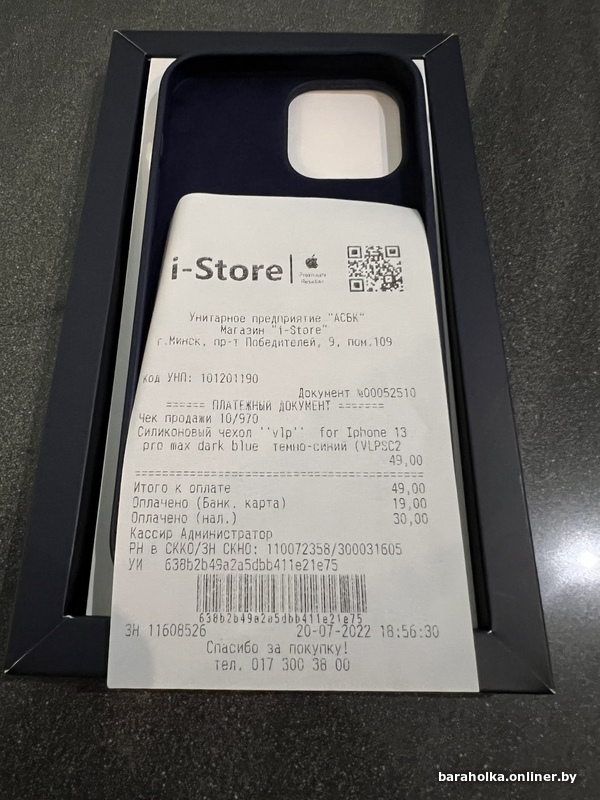 i-Store
Premium
Reseller
Унитарное предприятие "АСБК"
Магазин "i-Store"
г.Минск, пр-т Победителей, 9, пом.109
код УНП: 101201190
Документ №00052510
====== ПЛАТЕЖНЫЙ ДОКУМЕНТ =======
Чек продажи 10/970
Силиконовый чехол ''vlp'' for Iphone 13
pro max dark blue темно-синий (VLPSC2
49,00
Итого к оплате 49,00
Оплачено (Банк. карта) 19,00
Оплачено (нал.) 30,00
Кассир Администратор
РН в СККО/ЗН СКНО: 110072358/300031605
УИ 638b2b49a2a5dbb411e21e75
638b2b49a2a5dbb411e21e75
ЗН 11608526 20-07-2022 18:56:30
Спасибо за покупку!
тел. 017 300 38 00
baraholka.onliner.by